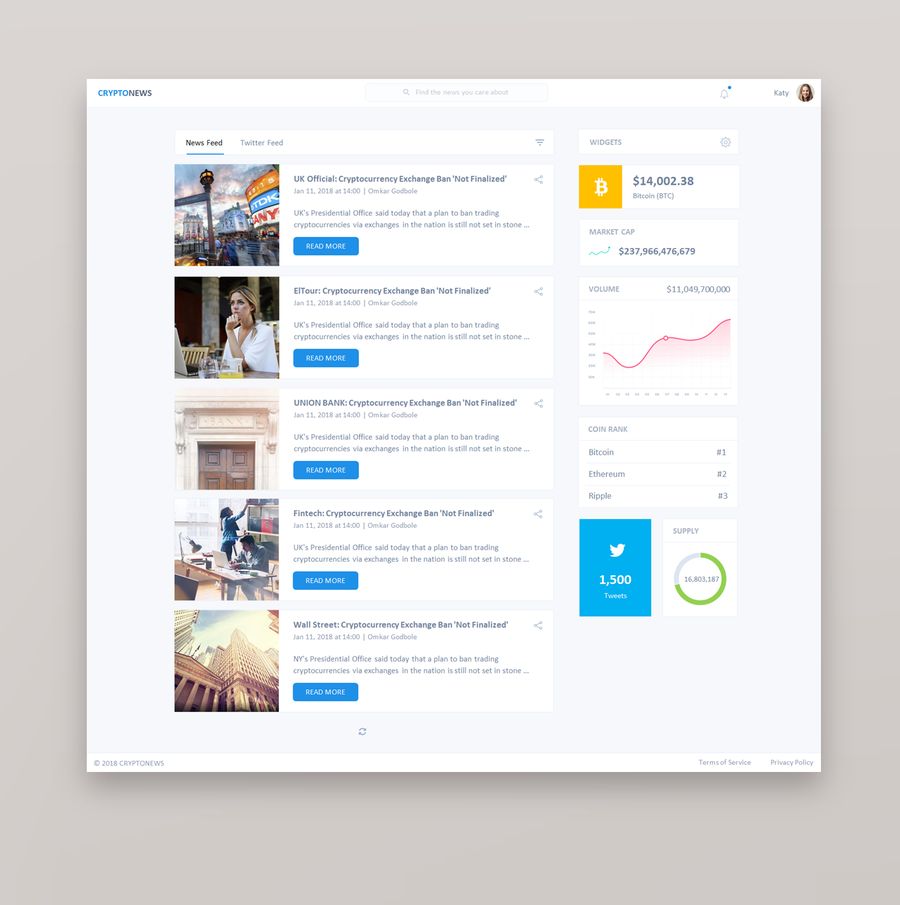 CRYPTONEWS
Find the news you care about
Katy
News Feed
Twitter Feed
UK Official: Cryptocurrency Exchange Ban 'Not Finalized'
Jan 11, 2018 at 14:00 | Omkar Godbole
UK's Presidential Office said today that a plan to ban trading
cryptocurrencies via exchanges in the nation is still not set in stone ...
READ MORE
ElTour: Cryptocurrency Exchange Ban 'Not Finalized'
Jan 11, 2018 at 14:00 | Omkar Godbole
UK's Presidential Office said today that a plan to ban trading
cryptocurrencies via exchanges in the nation is still not set in stone ...
READ MORE
BANK
UNION BANK: Cryptocurrency Exchange Ban 'Not Finalized'
Jan 11, 2018 at 14:00 | Omkar Godbole
UK's Presidential Office said today that a plan to ban trading
cryptocurrencies via exchanges in the nation is still not set in stone ...
READ MORE
Fintech: Cryptocurrency Exchange Ban 'Not Finalized'
Jan 11, 2018 at 14:00 | Omkar Godbole
UK's Presidential Office said today that a plan to ban trading
cryptocurrencies via exchanges in the nation is still not set in stone ...
READ MORE
Wall Street: Cryptocurrency Exchange Ban 'Not Finalized'
Jan 11, 2018 at 14:00 | Omkar Godbole
NY's Presidential Office said today that a plan to ban trading
cryptocurrencies via exchanges in the nation is still not set in stone ...
READ MORE
WIDGETS
$14,002.38
Bitcoin (BTC)
MARKET CAP
$237,966,476,679
VOLUME
$11,049,700,000
COIN RANK
Bitcoin #1
Ethereum #2
Ripple #3
1,500
Tweets
SUPPLY
16,803,187
© 2018 CRYPTONEWS
Terms of Service
Privacy Policy